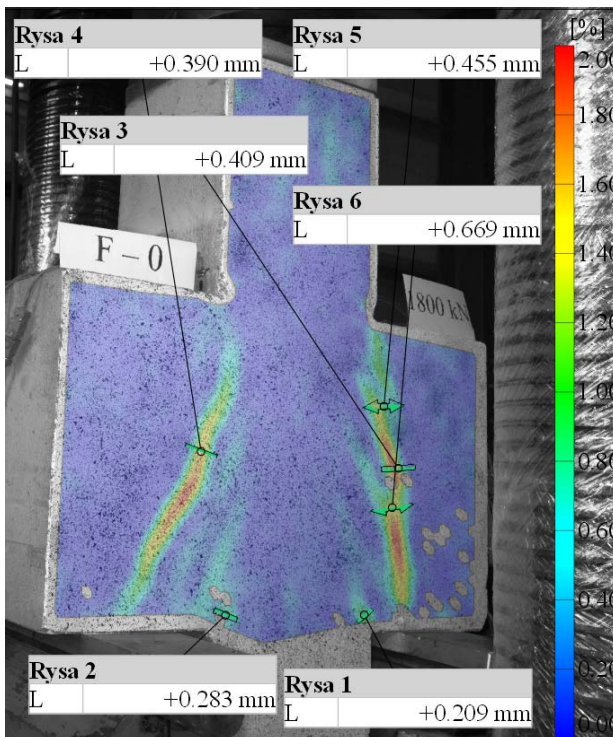 Rysa 4
L +0.390 mm
Rysa 5
L +0.455 mm
[%]
2.00
1.80
1.60
1.40
1.20
1.00
0.80
0.60
0.40
0.20
0.00
Rysa 3
L +0.409 mm
Rysa 6
L +0.669 mm
F – 0
1800 kN
Rysa 2
L +0.283 mm
Rysa 1
L +0.209 mm